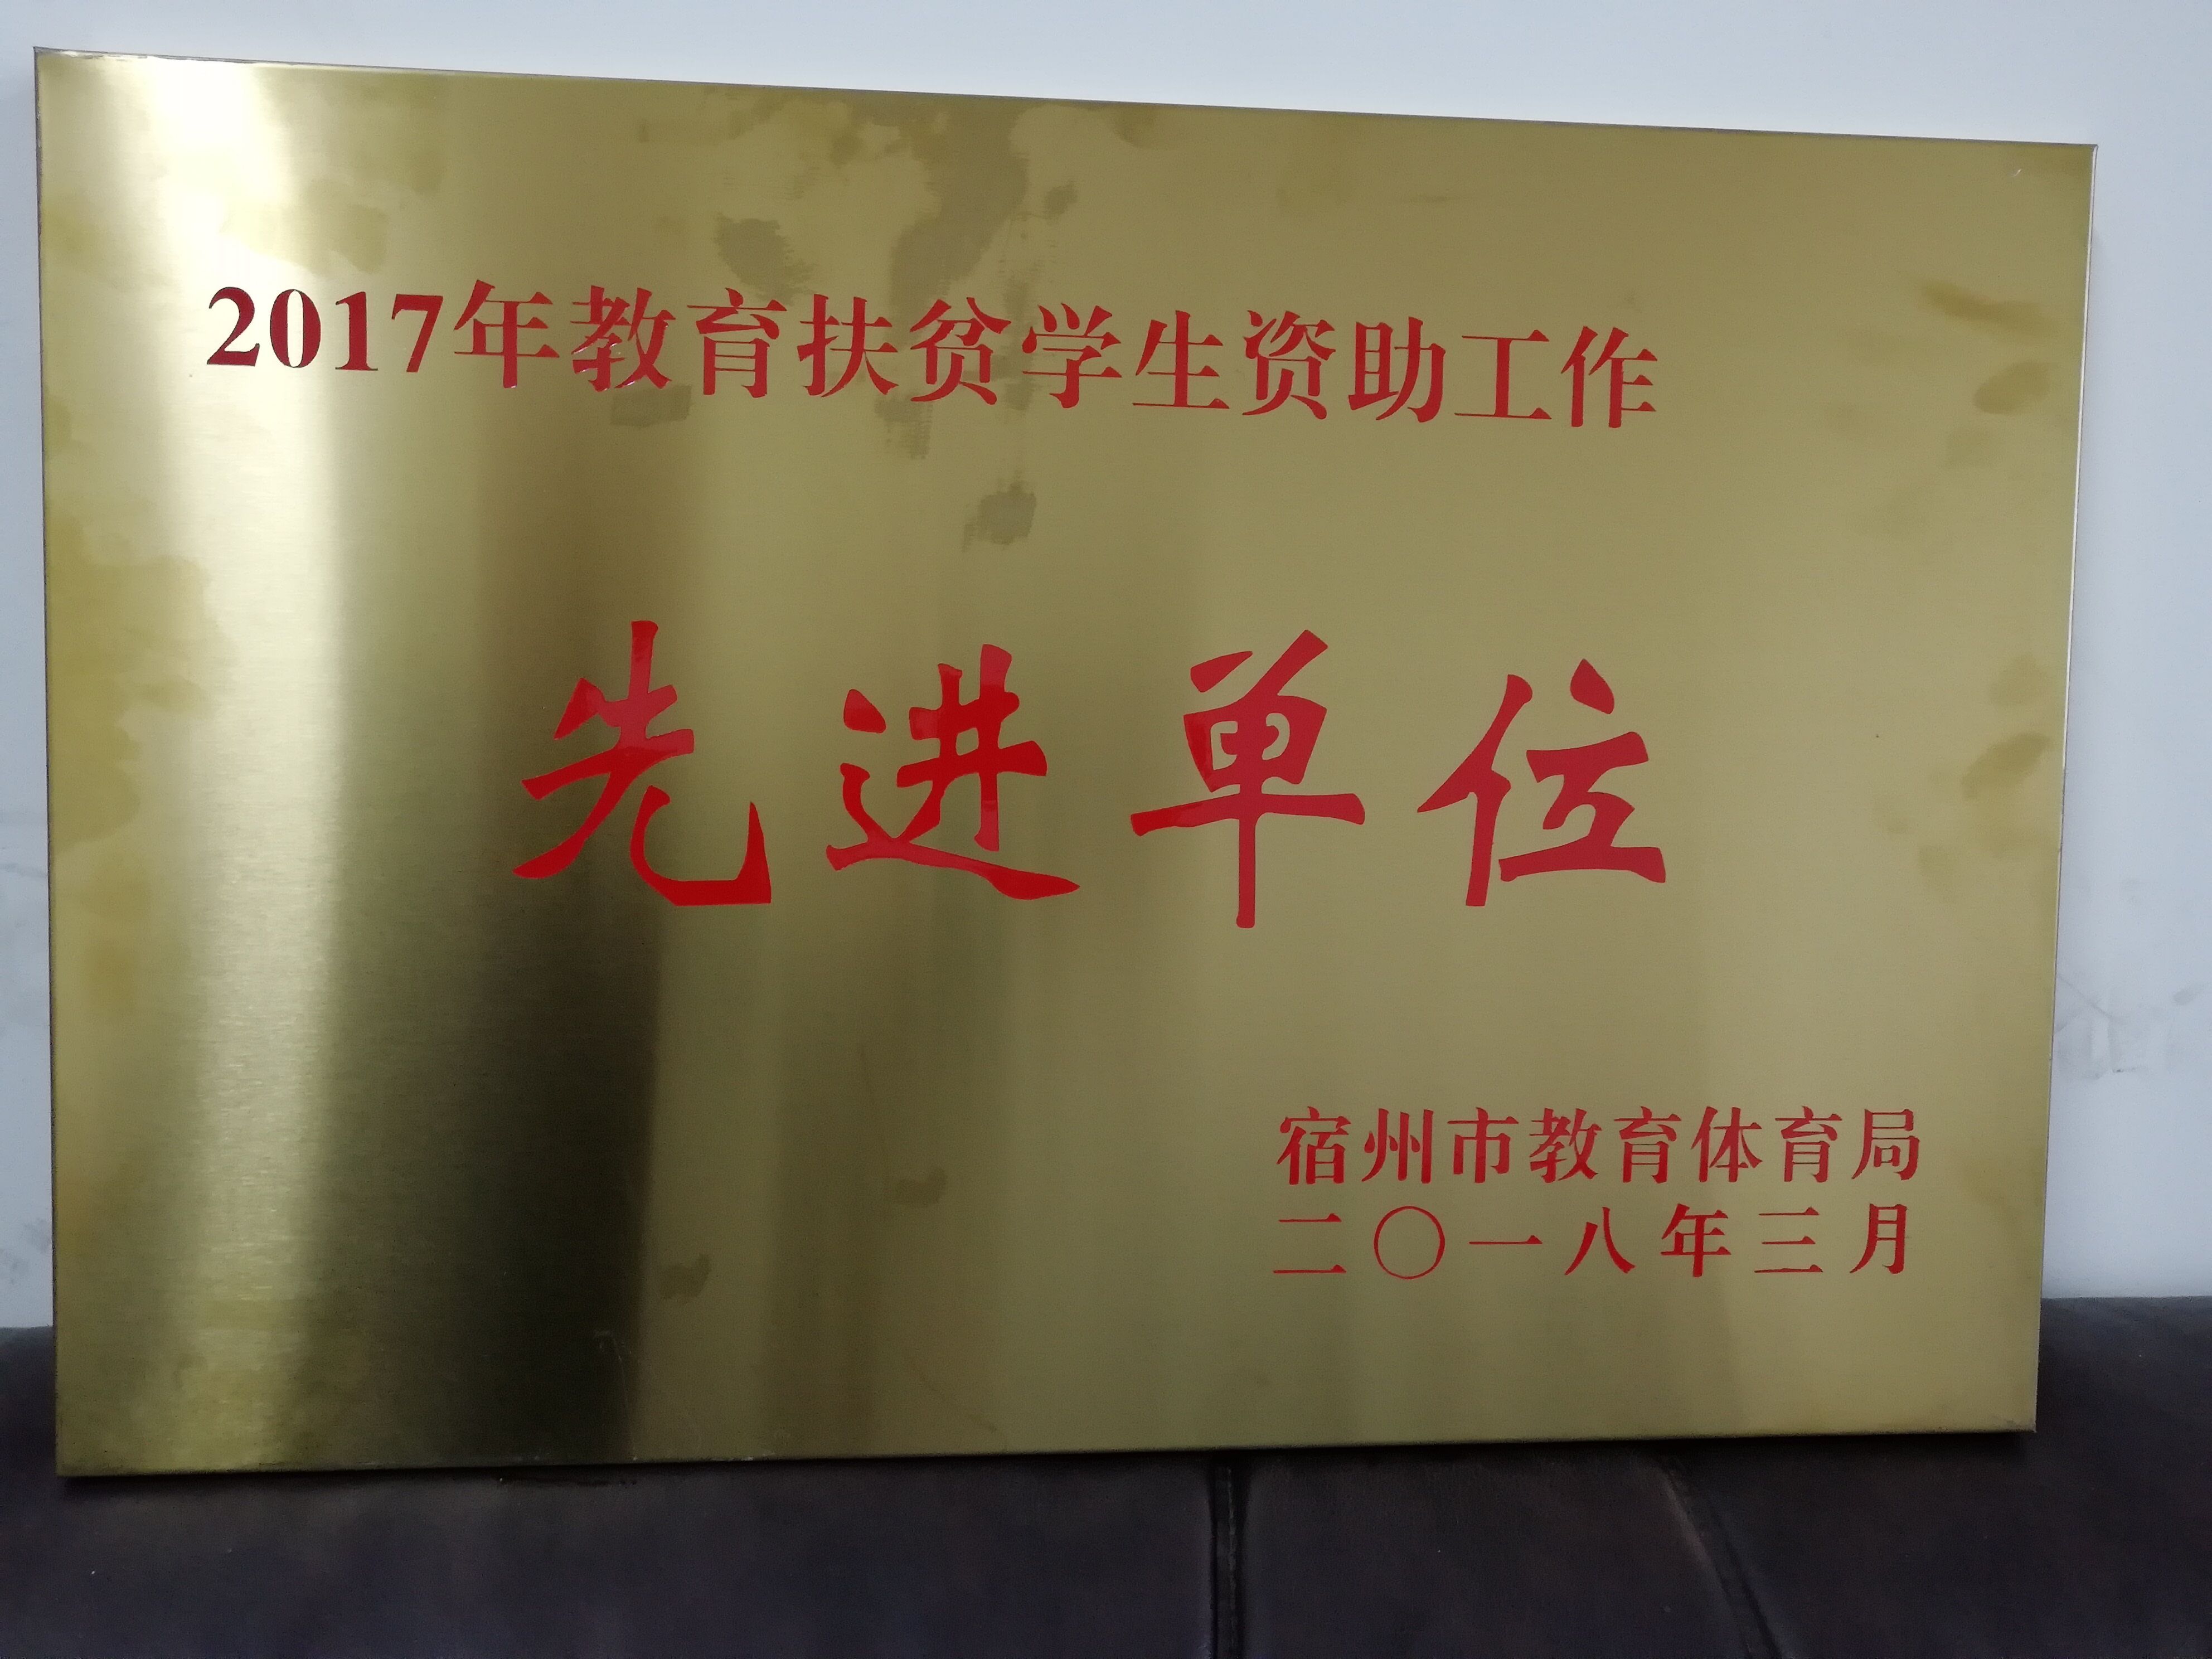 2017年教育扶贫学生资助工作
先进单位
宿州市教育体育局
二〇一八年三月